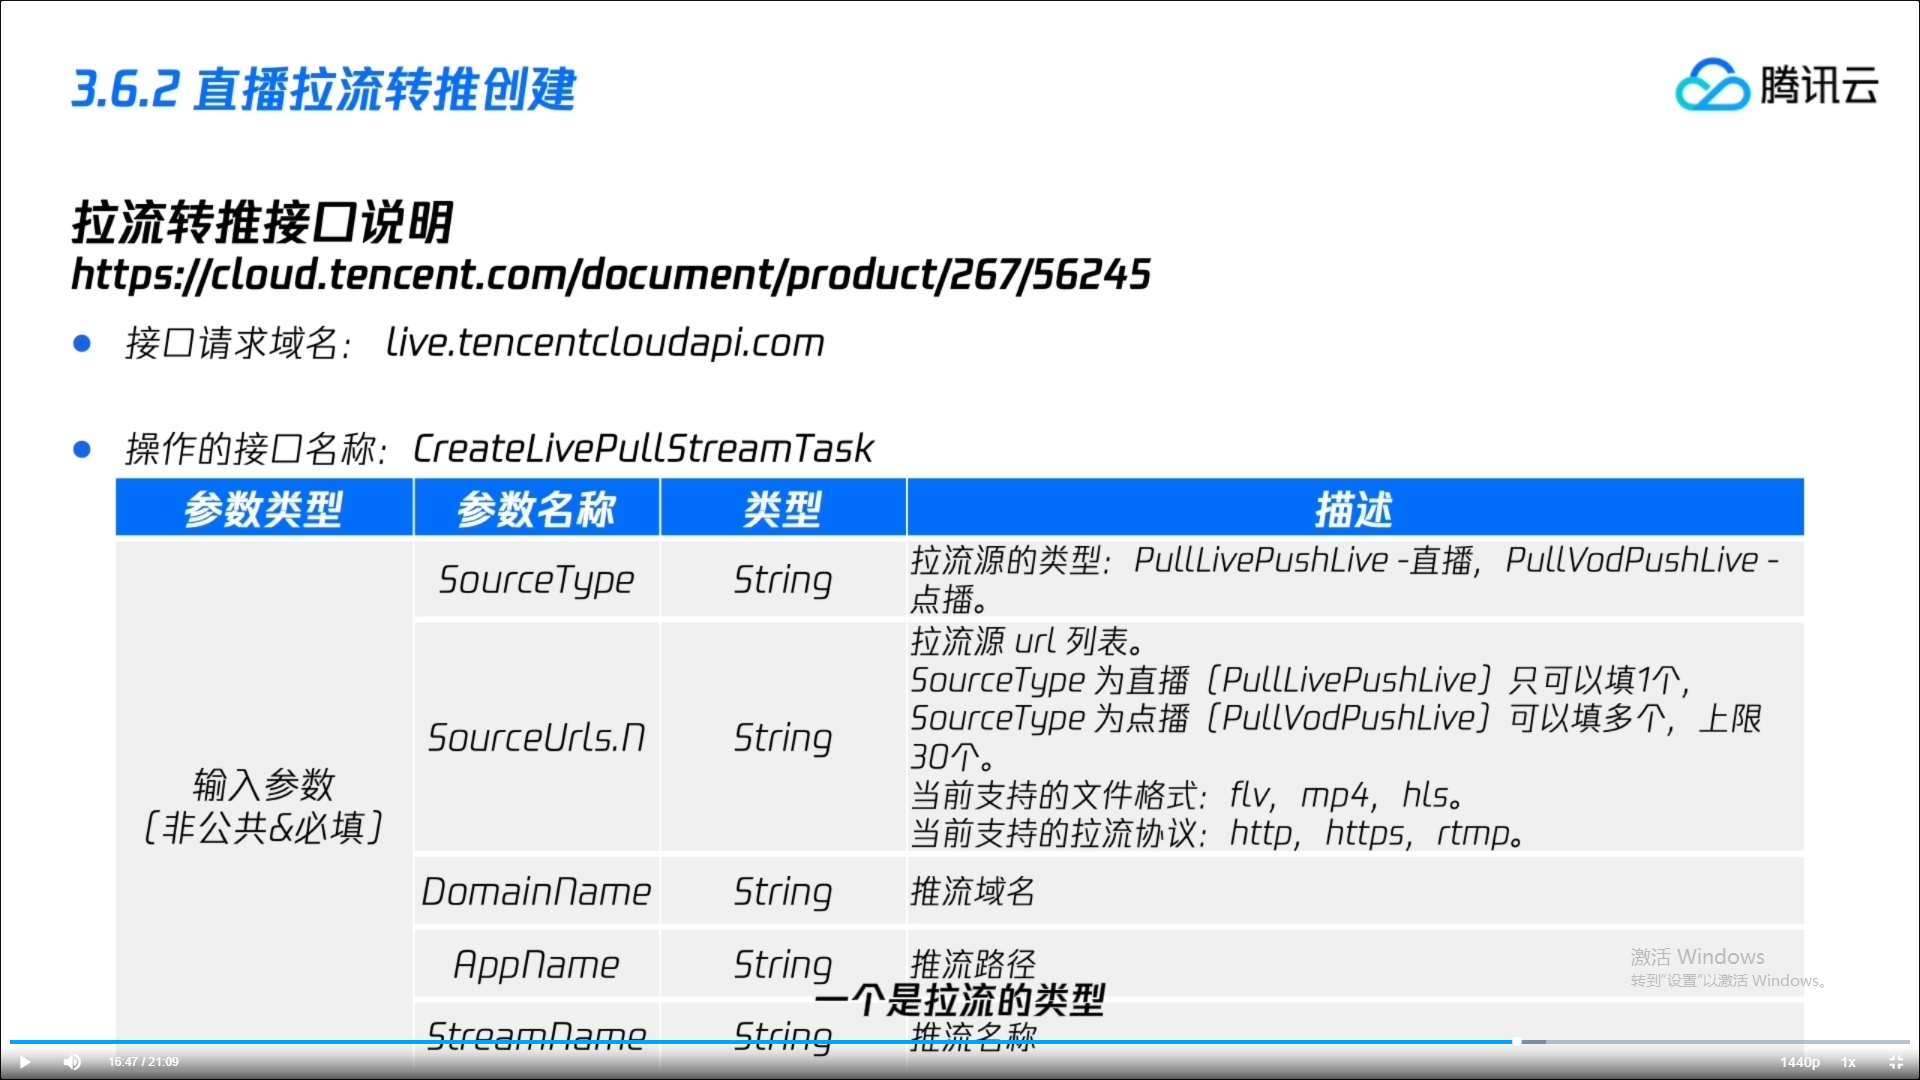 3.6.2 直播拉流转推创建
腾讯云
拉流转推接口说明
https://cloud.tencent.com/document/product/267/56245
接口请求域名： live.tencentcloudapi.com
操作的接口名称：CreateLivePullStreamTask
参数类型 参数名称 类型 描述
输入参数
（非公共&必填）
SourceType String 拉流源的类型：PullLivePushLive -直播，PullVodPushLive -
点播。
SourceUrls.N String 拉流源 url 列表。
SourceType 为直播（PullLivePushLive）只可以填1个，
SourceType 为点播（PullVodPushLive）可以填多个，上限
30个。
当前支持的文件格式：flv，mp4，hls。
当前支持的拉流协议：http，https，rtmp。
DomainName String 推流域名
AppName String 推流路径
StreamName String 推流名称
一个是拉流的类型
激活 Windows
转到"设置"以激活 Windows。
16:47 / 21:09
1440p 1x